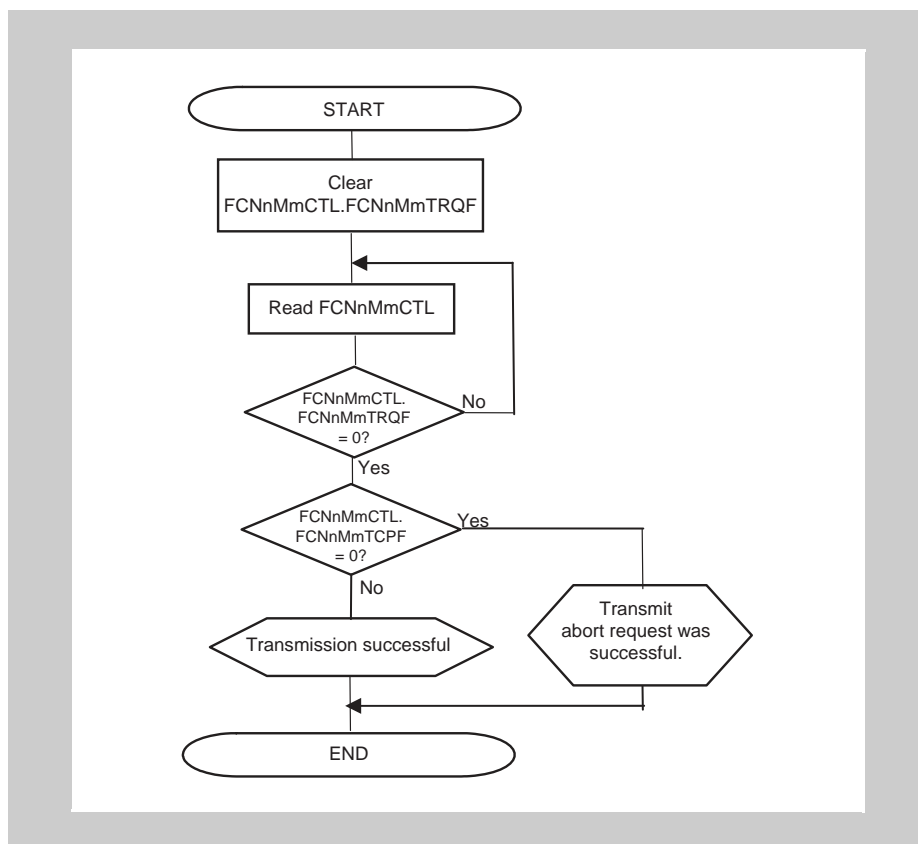 START
Clear
FCNnMmCTL.FCNnMmTRQF
Read FCNnMmCTL
FCNnMmCTL.
FCNnMmTRQF
= 0?
No
Yes
FCNnMmCTL.
FCNnMmTCPF
= 0?
Yes
No
Transmission successful
Transmit
abort request was
successful.
END